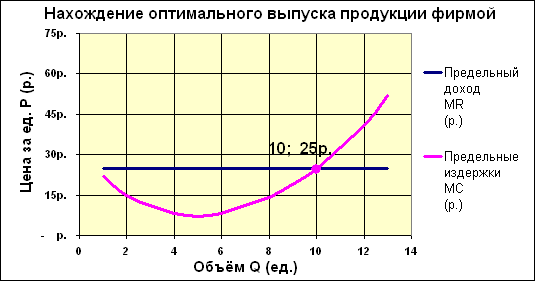 Нахождение оптимального выпуска продукции фирмой
Цена за ед. P (р.)
75р.
60р.
45р.
30р.
15р.
- р.
10; 25р.
0 2 4 6 8 10 12 14
Объём Q (ед.)
Предельный
доход
MR
(р.)
Предельные
издержки
MC
(р.)